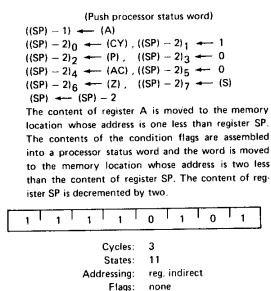 (Push processor status word)
((SP) − 1) ← (A)
((SP) − 2)₀ ← (CY) , ((SP) − 2)₁ ← 1
((SP) − 2)₂ ← (P) , ((SP) − 2)₃ ← 0
((SP) − 2)₄ ← (AC) , ((SP) − 2)₅ ← 0
((SP) − 2)₆ ← (Z) , ((SP) − 2)₇ ← (S)
(SP) ← (SP) − 2
The content of register A is moved to the memory
location whose address is one less than register SP.
The contents of the condition flags are assembled
into a processor status word and the word is moved
to the memory location whose address is two less
than the content of register SP. The content of reg-
ister SP is decremented by two.
1 1 1 1 0 1 0 1
Cycles: 3
States: 11
Addressing: reg. indirect
Flags: none